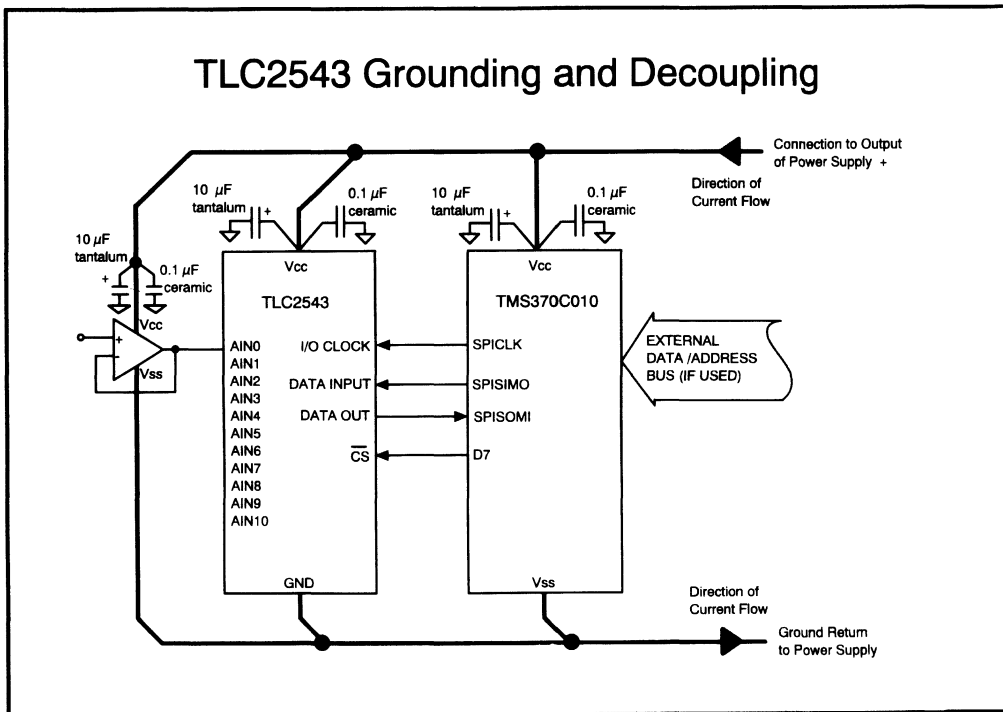 TLC2543 Grounding and Decoupling
Connection to Output
of Power Supply +
Direction of
Current Flow
10 µF
tantalum
+
0.1 µF
ceramic
10 µF
tantalum
+
0.1 µF
ceramic
10 µF
tantalum
+
0.1 µF
ceramic
Vcc
Vcc
Vcc
TLC2543
TMS370C010
+
-
Vss
AIN0
AIN1
AIN2
AIN3
AIN4
AIN5
AIN6
AIN7
AIN8
AIN9
AIN10
I/O CLOCK
DATA INPUT
DATA OUT
C̅S̅
SPICLK
SPISIMO
SPISOMI
D7
EXTERNAL
DATA /ADDRESS
BUS (IF USED)
GND
Vss
Direction of
Current Flow
Ground Return
to Power Supply